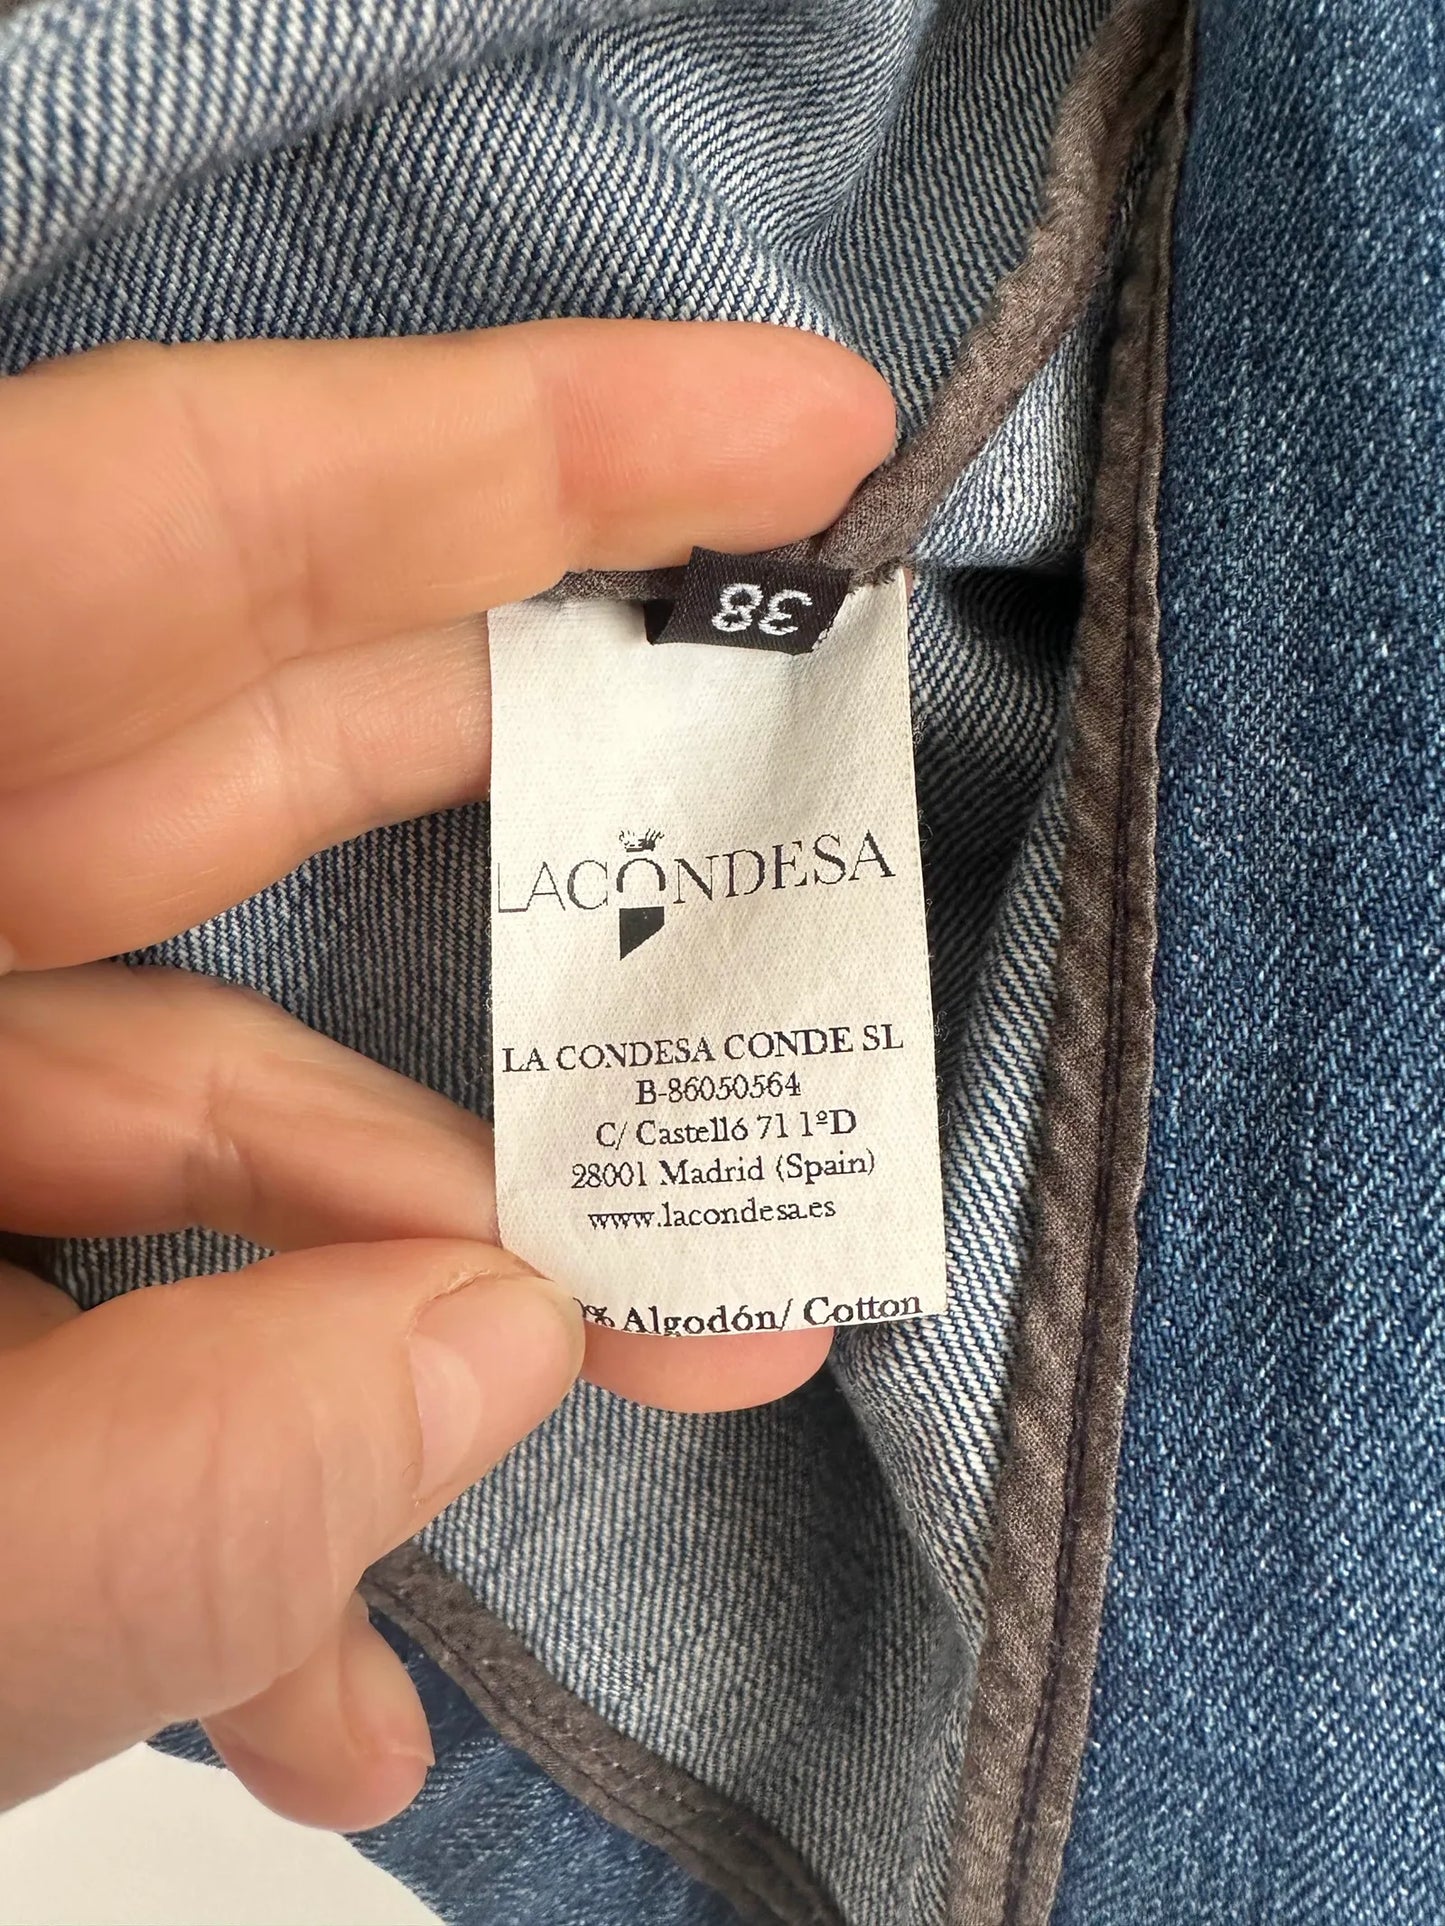 38
LACONDESA
LA CONDESA CONDE SL
B-86050564
C/ Castelló 71 1ºD
28001 Madrid (Spain)
www.lacondesa.es
% Algodón/ Cotton